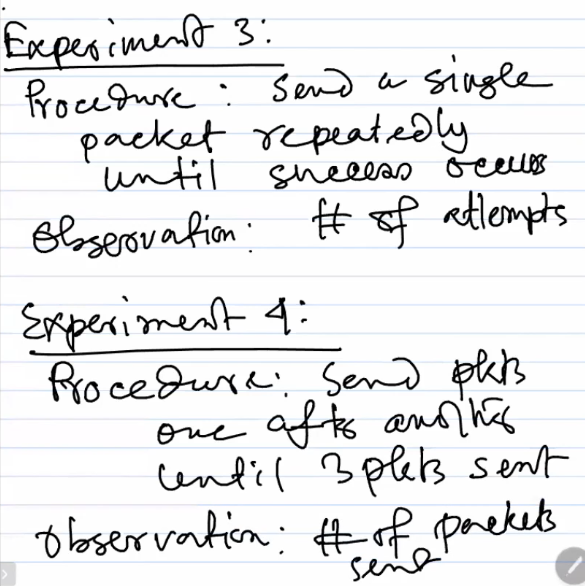 Experiment 3:
Procedure: Send a single
packet repeatedly
until success occurs
Observation: # of attempts
Experiment 4:
Procedure: Send pkts
one after another
until 3 pkts sent
Observation: # of packets
sent